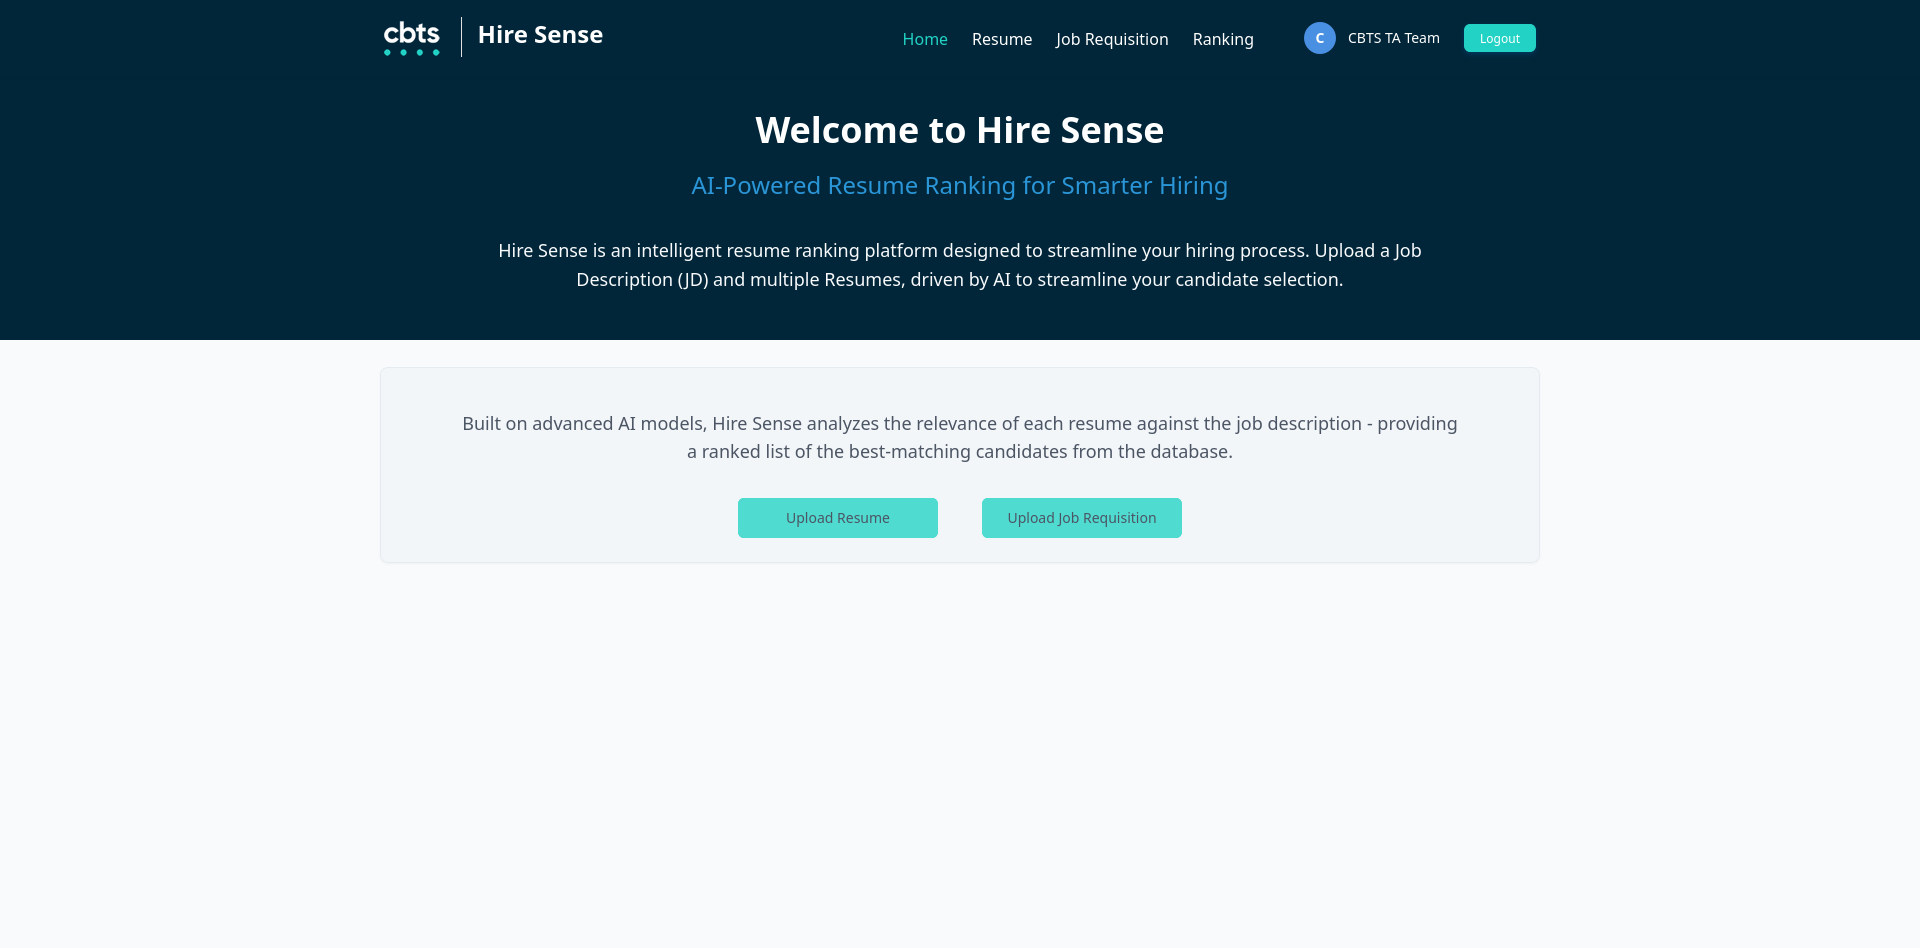 cbts
Hire Sense
Home
Resume
Job Requisition
Ranking
C
CBTS TA Team
Logout
Welcome to Hire Sense
AI-Powered Resume Ranking for Smarter Hiring
Hire Sense is an intelligent resume ranking platform designed to streamline your hiring process. Upload a Job
Description (JD) and multiple Resumes, driven by AI to streamline your candidate selection.
Built on advanced AI models, Hire Sense analyzes the relevance of each resume against the job description - providing
a ranked list of the best-matching candidates from the database.
Upload Resume
Upload Job Requisition